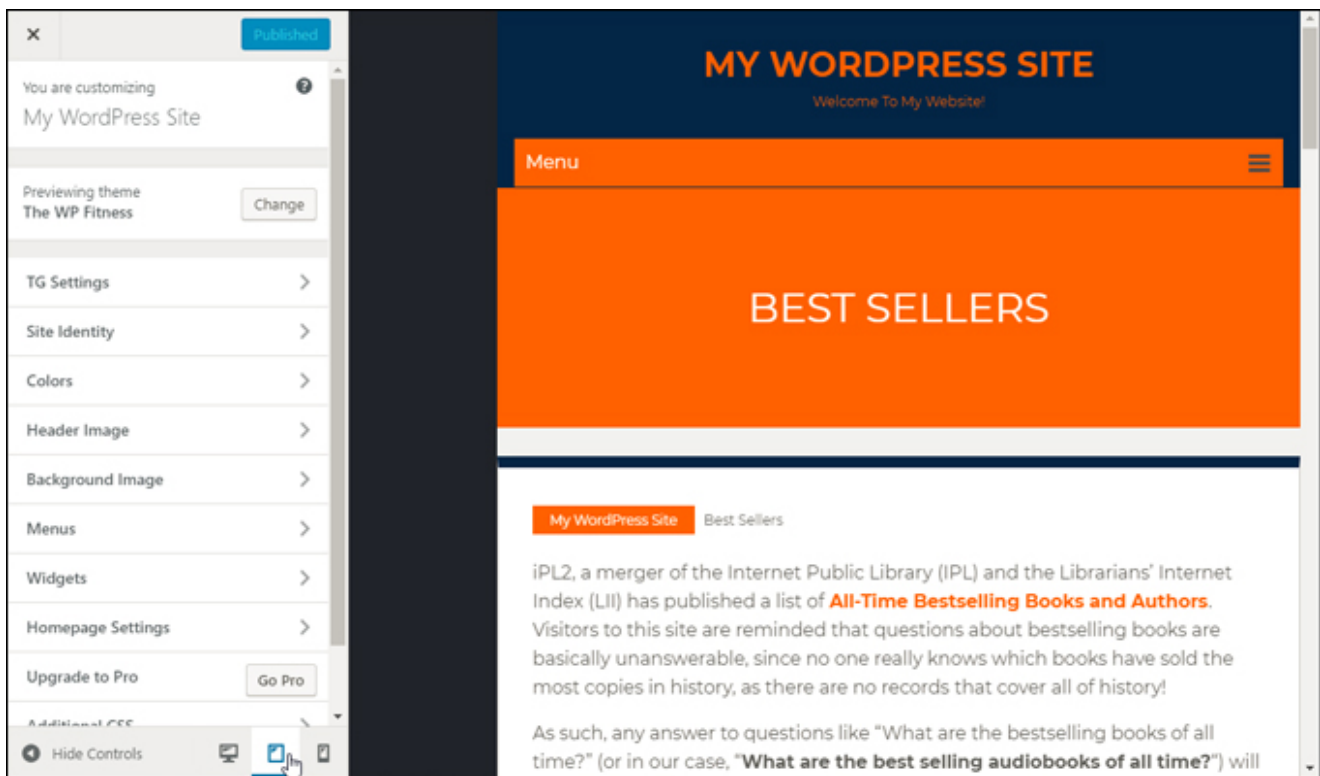 Published
You are customizing
My WordPress Site
Previewing theme
The WP Fitness
Change
TG Settings
Site Identity
Colors
Header Image
Background Image
Menus
Widgets
Homepage Settings
Upgrade to Pro
Go Pro
Additional CSS
Hide Controls
MY WORDPRESS SITE
Welcome To My Website!
Menu
BEST SELLERS
My WordPress Site Best Sellers
iPL2, a merger of the Internet Public Library (IPL) and the Librarians’ Internet
Index (LII) has published a list of All-Time Bestselling Books and Authors.
Visitors to this site are reminded that questions about bestselling books are
basically unanswerable, since no one really knows which books have sold the
most copies in history, as there are no records that cover all of history!
As such, any answer to questions like “What are the bestselling books of all
time?” (or in our case, “What are the best selling audiobooks of all time?”) will